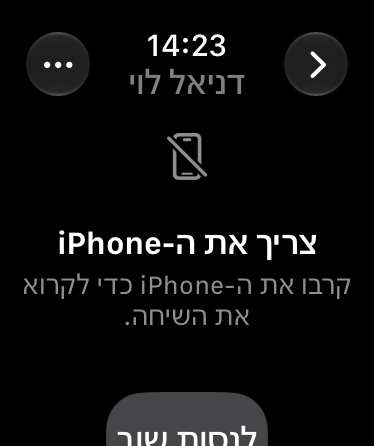 14:23
דניאל לוי
צריך את ה-iPhone
קרבו את ה-iPhone כדי לקרוא
את השיחה.
לנסות שוב